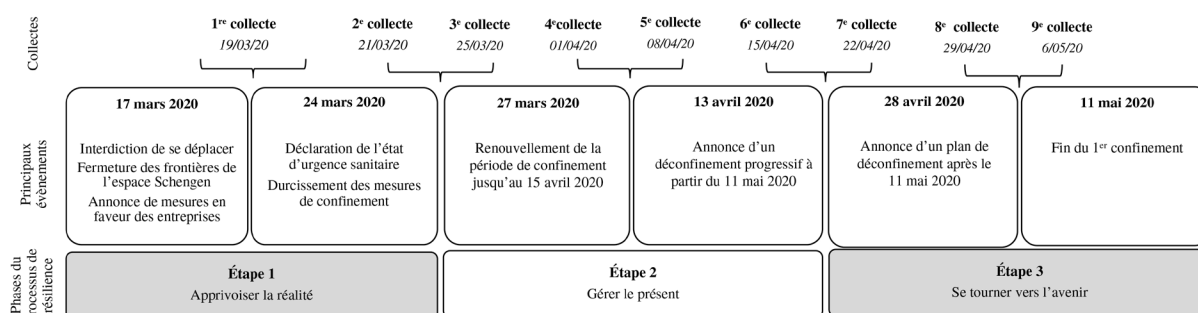 Collectes
1re collecte
19/03/20
2e collecte
21/03/20
3e collecte
25/03/20
4ecollecte
01/04/20
5e collecte
08/04/20
6e collecte
15/04/20
7e collecte
22/04/20
8e collecte
29/04/20
9e collecte
6/05/20
Principaux
évènements
17 mars 2020
Interdiction de se déplacer
Fermeture des frontières de
l'espace Schengen
Annonce de mesures en
faveur des entreprises
24 mars 2020
Déclaration de l'état
d'urgence sanitaire
Durcissement des mesures
de confinement
27 mars 2020
Renouvellement de la
période de confinement
jusqu'au 15 avril 2020
13 avril 2020
Annonce d'un
déconfinement progressif à
partir du 11 mai 2020
28 avril 2020
Annonce d'un plan de
déconfinement après le
11 mai 2020
11 mai 2020
Fin du 1er confinement
Phases du
rocessus de
résilience
Étape 1
Apprivoiser la réalité
Étape 2
Gérer le présent
Étape 3
Se tourner vers l'avenir